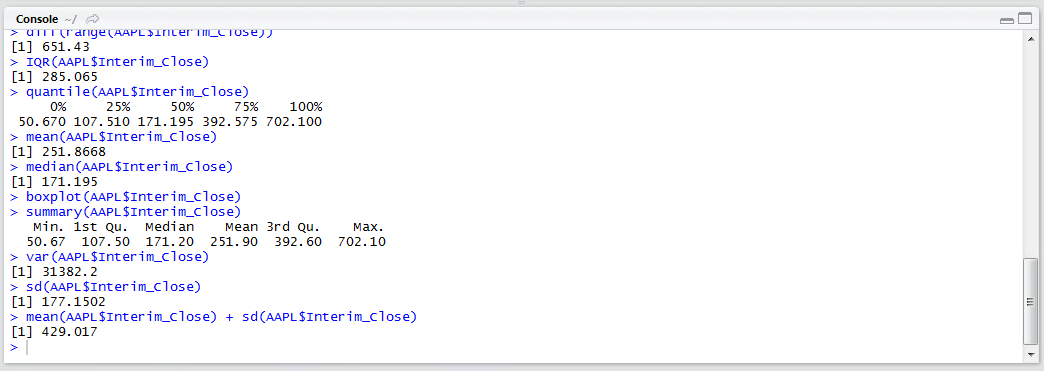 Console ~/
> diff(range(AAPL$Interim_Close))
[1] 651.43
> IQR(AAPL$Interim_Close)
[1] 285.065
> quantile(AAPL$Interim_Close)
0% 25% 50% 75% 100%
50.670 107.510 171.195 392.575 702.100
> mean(AAPL$Interim_Close)
[1] 251.8668
> median(AAPL$Interim_Close)
[1] 171.195
> boxplot(AAPL$Interim_Close)
> summary(AAPL$Interim_Close)
Min. 1st Qu. Median Mean 3rd Qu. Max.
50.67 107.50 171.20 251.90 392.60 702.10
> var(AAPL$Interim_Close)
[1] 31382.2
> sd(AAPL$Interim_Close)
[1] 177.1502
> mean(AAPL$Interim_Close) + sd(AAPL$Interim_Close)
[1] 429.017
>